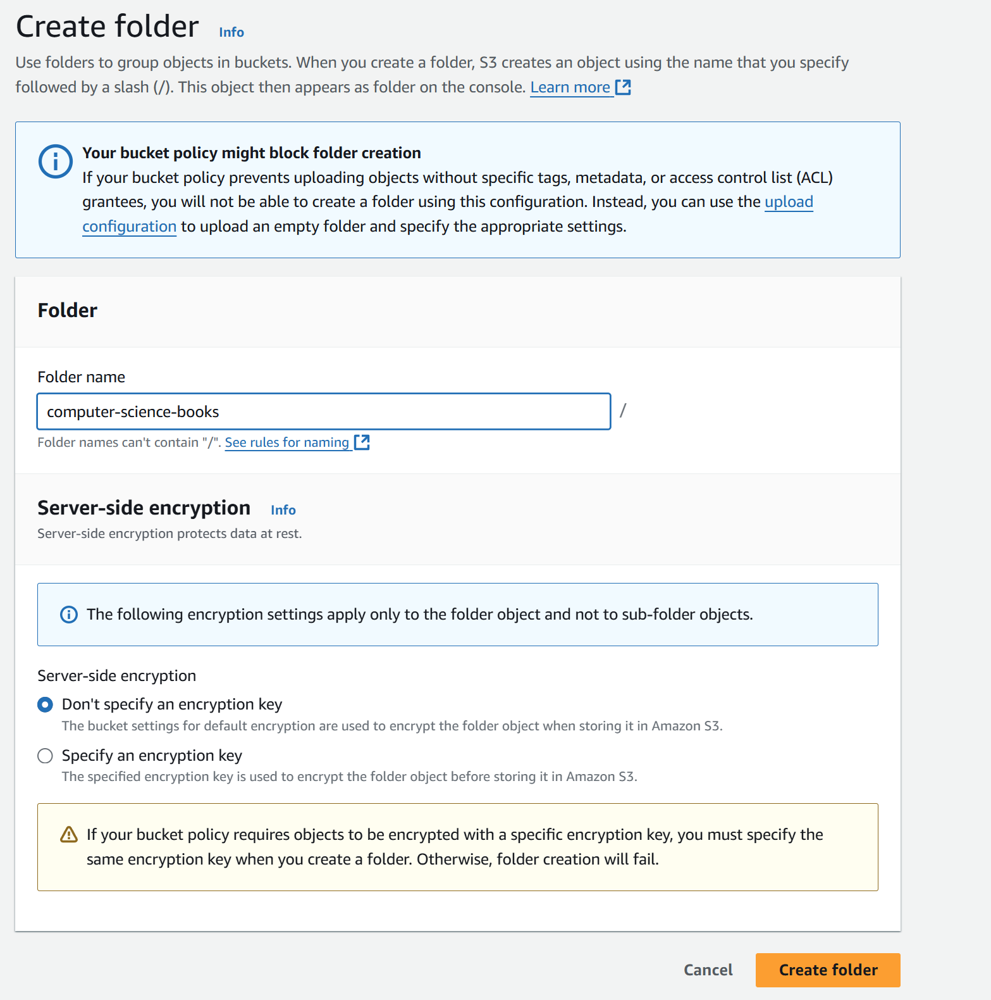 Create folder Info
Use folders to group objects in buckets. When you create a folder, S3 creates an object using the name that you specify
followed by a slash (/). This object then appears as folder on the console. Learn more
Your bucket policy might block folder creation
If your bucket policy prevents uploading objects without specific tags, metadata, or access control list (ACL)
grantees, you will not be able to create a folder using this configuration. Instead, you can use the upload
configuration to upload an empty folder and specify the appropriate settings.
Folder
Folder name
computer-science-books /
Folder names can't contain "/". See rules for naming
Server-side encryption Info
Server-side encryption protects data at rest.
The following encryption settings apply only to the folder object and not to sub-folder objects.
Server-side encryption
Don't specify an encryption key
The bucket settings for default encryption are used to encrypt the folder object when storing it in Amazon S3.
Specify an encryption key
The specified encryption key is used to encrypt the folder object before storing it in Amazon S3.
If your bucket policy requires objects to be encrypted with a specific encryption key, you must specify the
same encryption key when you create a folder. Otherwise, folder creation will fail.
Cancel Create folder